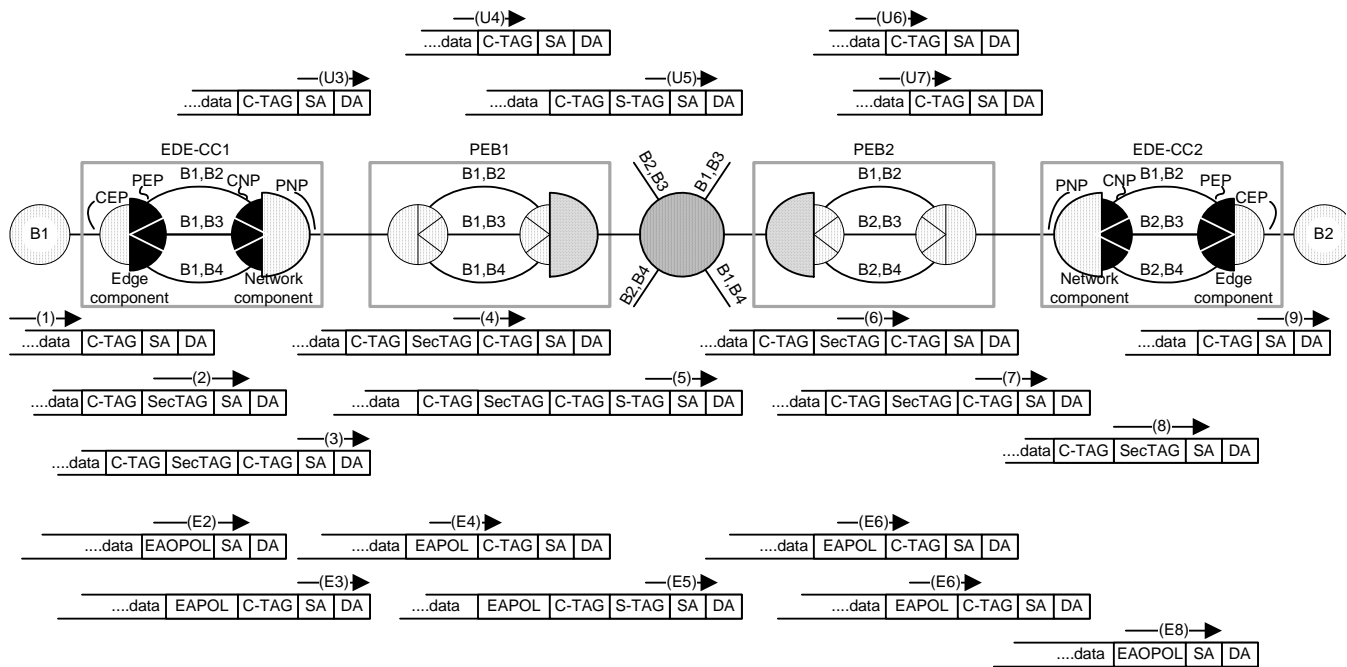 (U4)
....data C-TAG SA DA
(U6)
....data C-TAG SA DA
(U3)
....data C-TAG SA DA
(U5)
....data C-TAG S-TAG SA DA
(U7)
....data C-TAG SA DA
EDE-CC1
PEB1
PEB2
EDE-CC2
B1
CEP
PEP
B1,B2
CNP
PNP
B1,B3
B1,B4
Edge component
Network component
B1,B2
B1,B3
B1,B4
B2,B3
B1,B3
B2,B4
B1,B4
B1,B2
B2,B3
B2,B4
PNP
CNP
B1,B2
PEP
CEP
B2,B3
B2,B4
Network component
Edge component
B2
(1)
....data C-TAG SA DA
(4)
....data C-TAG SecTAG C-TAG SA DA
(6)
....data C-TAG SecTAG C-TAG SA DA
(9)
....data C-TAG SA DA
(2)
....data C-TAG SecTAG SA DA
(5)
....data C-TAG SecTAG C-TAG S-TAG SA DA
(7)
....data C-TAG SecTAG C-TAG SA DA
(3)
....data C-TAG SecTAG C-TAG SA DA
(8)
....data C-TAG SecTAG SA DA
(E2)
....data EAOPOL SA DA
(E4)
....data EAPOL C-TAG SA DA
(E6)
....data EAPOL C-TAG SA DA
(E3)
....data EAPOL C-TAG SA DA
(E5)
....data EAPOL C-TAG S-TAG SA DA
(E6)
....data EAPOL C-TAG SA DA
(E8)
....data EAOPOL SA DA